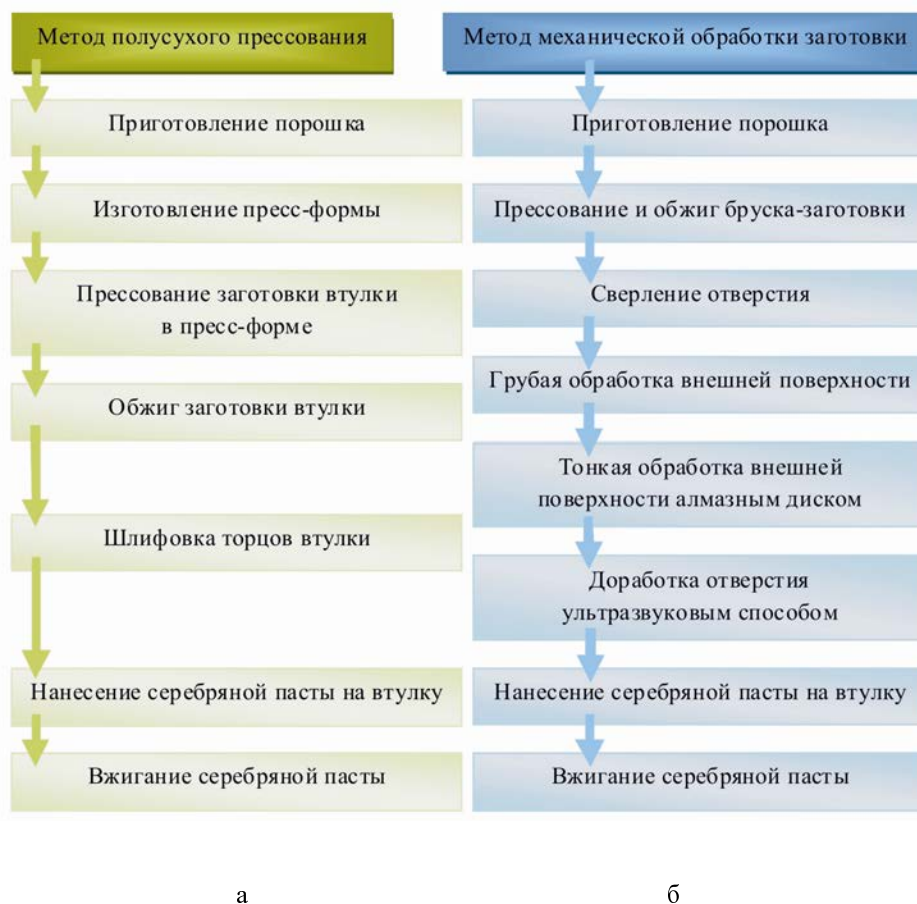 Метод полусухого прессования
Приготовление порошка
Изготовление пресс-формы
Прессование заготовки втулки
в пресс-форме
Обжиг заготовки втулки
Шлифовка торцов втулки
Нанесение серебряной пасты на втулку
Вжигание серебряной пасты
а
Метод механической обработки заготовки
Приготовление порошка
Прессование и обжиг бруска-заготовки
Сверление отверстия
Грубая обработка внешней поверхности
Тонкая обработка внешней
поверхности алмазным диском
Доработка отверстия
ультразвуковым способом
Нанесение серебряной пасты на втулку
Вжигание серебряной пасты
б